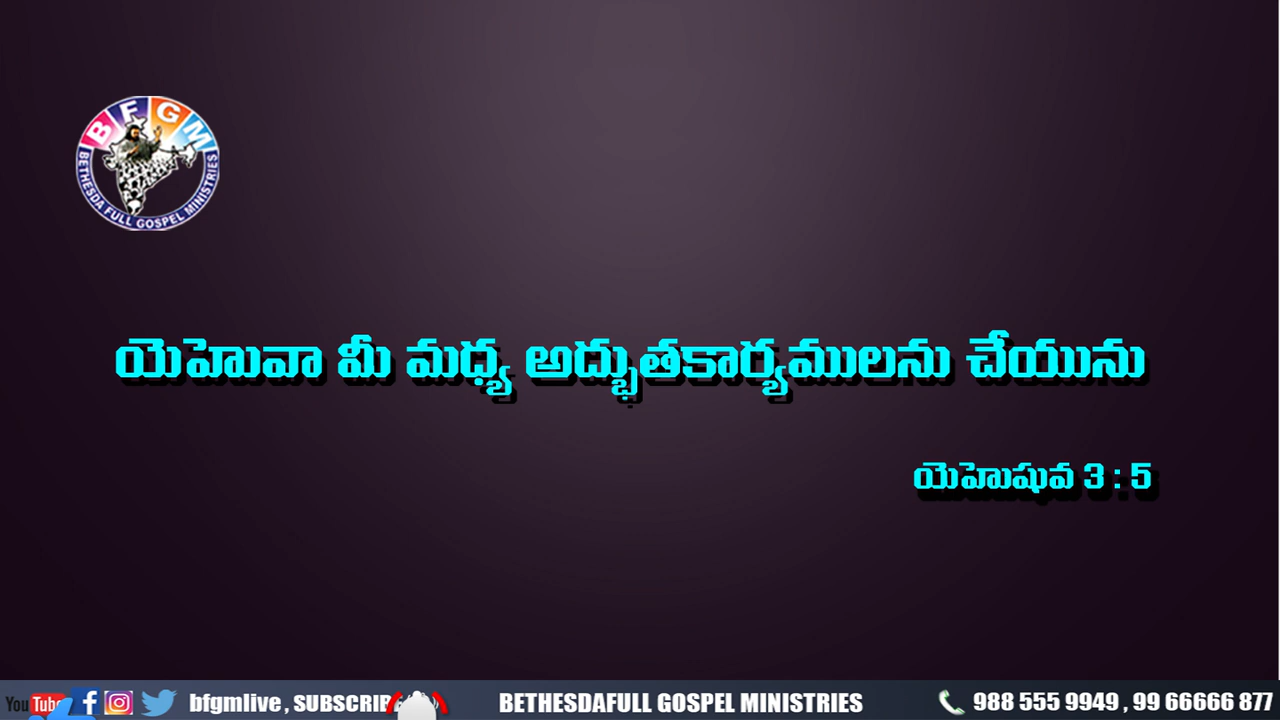 BFGM
BETHESDA FULL GOSPEL MINISTRIES
యెహెువా మీ మధ్య అద్భుతకార్యములను చేయును
యెహెుషువ 3 : 5
YouTube bfgmlive , SUBSCRIBE BETHESDAFULL GOSPEL MINISTRIES 988 555 9949 , 99 66666 877